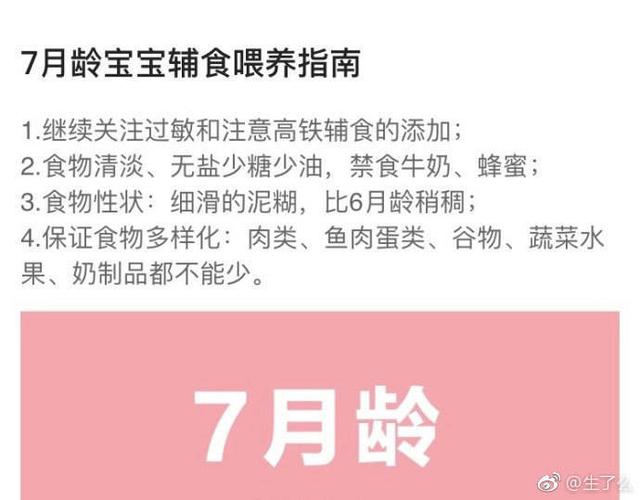 7月龄宝宝辅食喂养指南
1.继续关注过敏和注意高铁辅食的添加；
2.食物清淡、无盐少糖少油，禁食牛奶、蜂蜜；
3.食物性状：细滑的泥糊，比6月龄稍稠；
4.保证食物多样化：肉类、鱼肉蛋类、谷物、蔬菜水
果、奶制品都不能少。
7月龄
@生了么